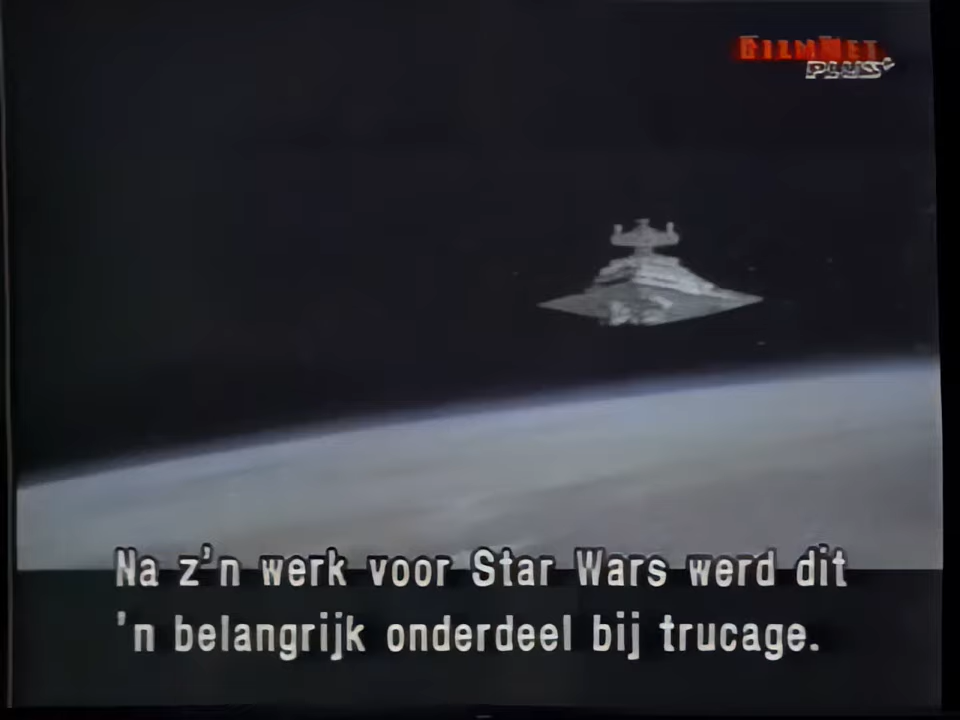 FILMNET
PLUS+
Na z'n werk voor Star Wars werd dit
'n belangrijk onderdeel bij trucage.